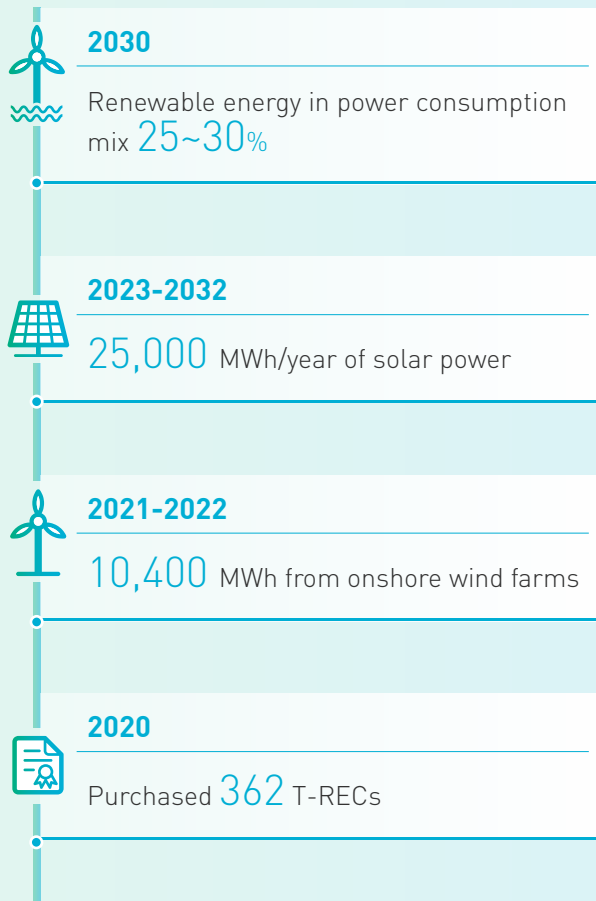 2030
Renewable energy in power consumption
mix 25~30%
2023-2032
25,000 MWh/year of solar power
2021-2022
10,400 MWh from onshore wind farms
2020
Purchased 362 T-RECs